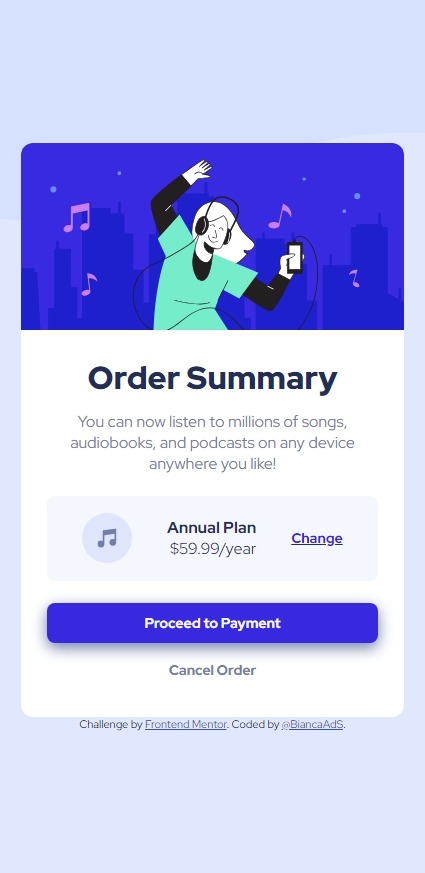 Order Summary
You can now listen to millions of songs,
audiobooks, and podcasts on any device
anywhere you like!
Annual Plan
$59.99/year
Change
Proceed to Payment
Cancel Order
Challenge by Frontend Mentor. Coded by @BiancaAdS.